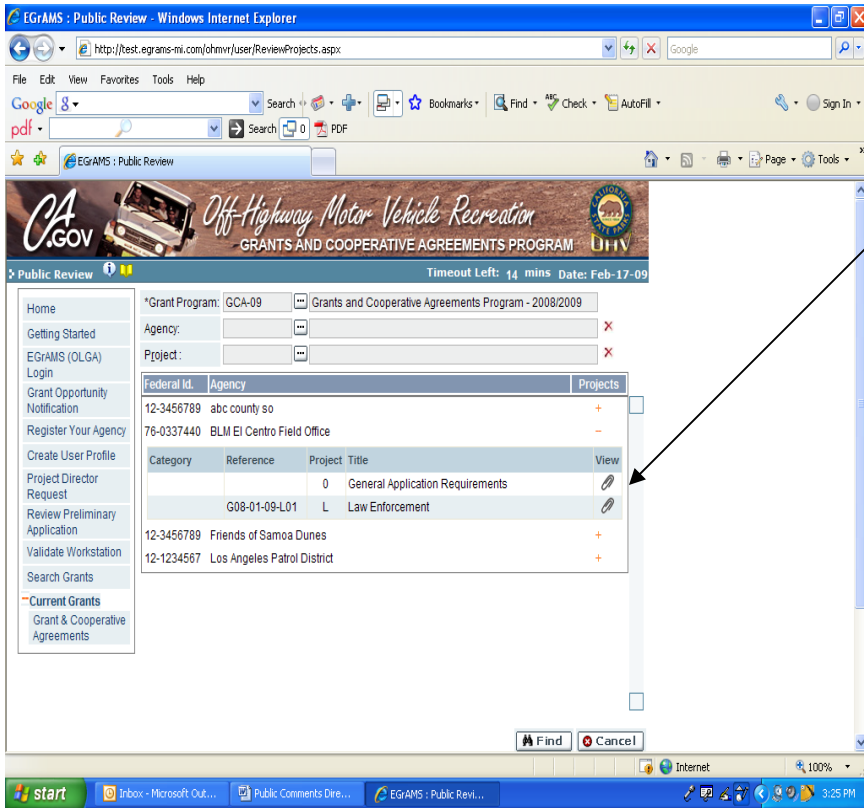 EGrAMS : Public Review - Windows Internet Explorer
http://test.egrams-mi.com/ohmvr/user/ReviewProjects.aspx
Google
File Edit View Favorites Tools Help
Google Search Bookmarks Find ABC Check AutoFill Sign In
pdf Search 0 PDF
EGrAMS : Public Review Page Tools
CA.GOV Off-Highway Motor Vehicle Recreation
GRANTS AND COOPERATIVE AGREEMENTS PROGRAM
CALIFORNIA STATE PARKS OHV
Public Review Timeout Left: 14 mins Date: Feb-17-09
Home
Getting Started
EGrAMS (OLGA)
Login
Grant Opportunity
Notification
Register Your Agency
Create User Profile
Project Director
Request
Review Preliminary
Application
Validate Workstation
Search Grants
Current Grants
Grant & Cooperative
Agreements
*Grant Program: GCA-09 ... Grants and Cooperative Agreements Program - 2008/2009
Agency: ...
Project : ...
Federal Id. Agency Projects
12-3456789 abc county so +
76-0337440 BLM El Centro Field Office –
Category Reference Project Title View
0 General Application Requirements
G08-01-09-L01 L Law Enforcement
12-3456789 Friends of Samoa Dunes +
12-1234567 Los Angeles Patrol District +
Find Cancel
Internet 100%
start Inbox - Microsoft Out... Public Comments Dire... EGrAMS : Public Revi... 3:25 PM